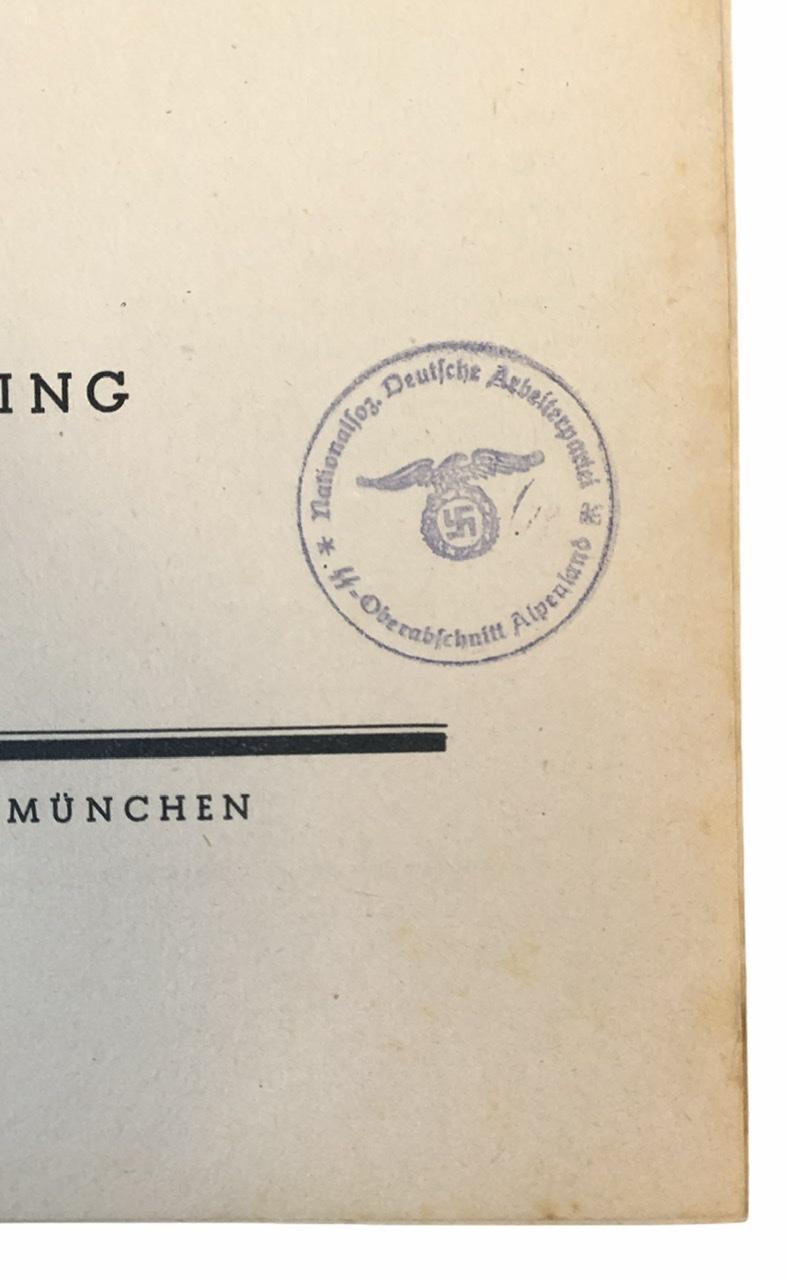 ING
* Nationalsoz. Deutsche Arbeiterpartei *
SS-Oberabschnitt Alpenland
MÜNCHEN